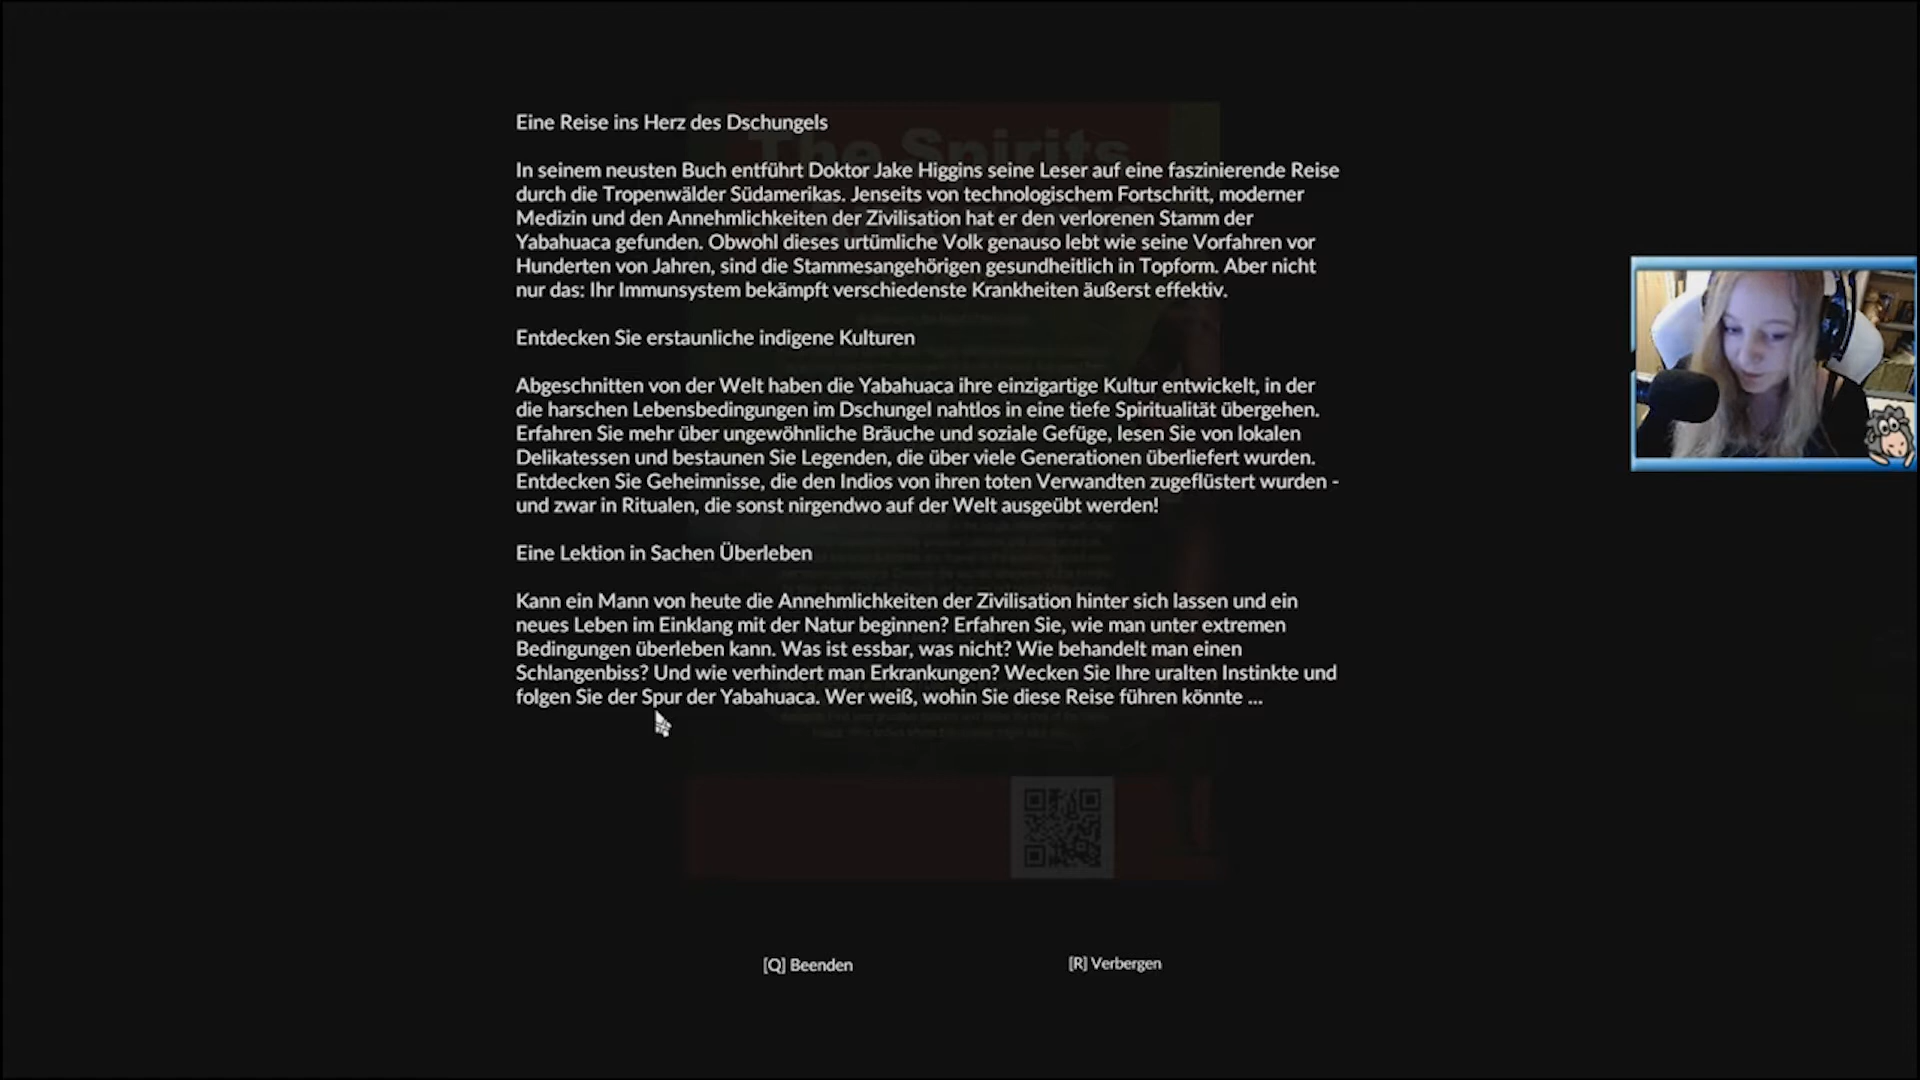 The Spirits
Eine Reise ins Herz des Dschungels
In seinem neusten Buch entführt Doktor Jake Higgins seine Leser auf eine faszinierende Reise
durch die Tropenwälder Südamerikas. Jenseits von technologischem Fortschritt, moderner
Medizin und den Annehmlichkeiten der Zivilisation hat er den verlorenen Stamm der
Yabahuaca gefunden. Obwohl dieses urtümliche Volk genauso lebt wie seine Vorfahren vor
Hunderten von Jahren, sind die Stammesangehörigen gesundheitlich in Topform. Aber nicht
nur das: Ihr Immunsystem bekämpft verschiedenste Krankheiten äußerst effektiv.
Entdecken Sie erstaunliche indigene Kulturen
Abgeschnitten von der Welt haben die Yabahuaca ihre einzigartige Kultur entwickelt, in der
die harschen Lebensbedingungen im Dschungel nahtlos in eine tiefe Spiritualität übergehen.
Erfahren Sie mehr über ungewöhnliche Bräuche und soziale Gefüge, lesen Sie von lokalen
Delikatessen und bestaunen Sie Legenden, die über viele Generationen überliefert wurden.
Entdecken Sie Geheimnisse, die den Indios von ihren toten Verwandten zugeflüstert wurden -
und zwar in Ritualen, die sonst nirgendwo auf der Welt ausgeübt werden!
Eine Lektion in Sachen Überleben
Kann ein Mann von heute die Annehmlichkeiten der Zivilisation hinter sich lassen und ein
neues Leben im Einklang mit der Natur beginnen? Erfahren Sie, wie man unter extremen
Bedingungen überleben kann. Was ist essbar, was nicht? Wie behandelt man einen
Schlangenbiss? Und wie verhindert man Erkrankungen? Wecken Sie Ihre uralten Instinkte und
folgen Sie der Spur der Yabahuaca. Wer weiß, wohin Sie diese Reise führen könnte ...
[Q] Beenden
[R] Verbergen